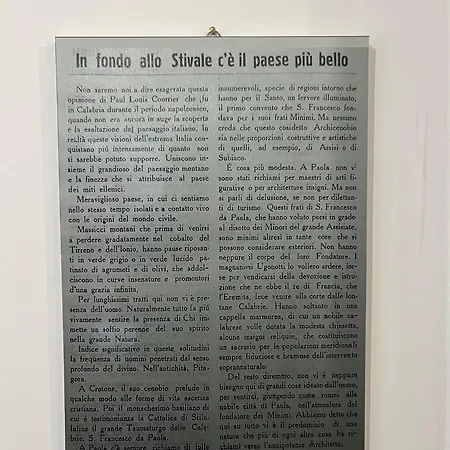 In fondo allo Stivale c'è il paese più bello
Non saremo noi a dire esagerata questa
opinione di Paul Louis Courrier che fu
in Calabria durante il periodo napoleonico,
quando non era ancora in auge la scoperta
e la esaltazione del paesaggio italiano. In
realtà queste visioni dell'estrema Italia con-
quistano più intensamente di quanto non
si sarebbe potuto supporre. Uniscono in-
sieme il grandioso del paesaggio montano
e la finezza che si attribuisce al paese
dei miti ellenici.
Meraviglioso paese, in cui ci sentiamo
nello stesso tempo isolati e a contatto vivo
con le origini del mondo civile.
Massicci montani che prima di venirsi
a perdere gradatamente nel cobalto del
Tirreno e dell'Ionio, hanno pause riposan-
ti in verde grigio o in verde lucido pa-
tinato di agrumeti e di olivi, che addol-
ciscono in curve insenature e promontori
d'una grazia infinita.
Per lunghissimi tratti qui non vi è pre-
senza dell'uomo. Naturalmente tutto fa più
vivamente sentire la presenza di Chi im-
mette un soffio perenne del suo spirito
nella grande Natura.
Indice significativo in queste solitudini
la frequenza di nomini penetrati dal senso
profondo del divino. Nell'antichità, Pita-
gora.
A Crotone, il suo cenobio prelude in
qualche modo alle forme di vita ascetica
cristiana. Poi il monachesimo basiliano di
cui è testimonianza la Cattolica di Stilo.
Infine il grande Taumaturgo delle Cala-
brie. S. Francesco da Paola.
A Paola c'è sempre richiamo di folle
innumerevoli, specie di regioni intorno che
hanno per il Santo, un fervore illuminato,
il primo convento che S. Francesco fon-
dava per i suoi frati Minimi. Ma nessuno
creda che questo cosidetto Archicenobio
sia nelle proporzioni costruttive e artistiche
di quelli, ad esempio, di Assisi o di
Subiaco.
É cosa più modesta. A Paola non vi
sono stati richiami per maestri di arti fi-
gurative o per architetture insigni. Ma non
si parli di delusione, se non per dilettan-
ti di turismo. Questi frati di S. Francesco
da Paola, che hanno voluto porsi in grado
al disotto dei Minori del grande Assisiate,
sono minimi altresì in tante cose che si
possono considerare esteriori. Non hanno
neppure il corpo del loro Fondatore. I
magnanimi Ugonotti lo vollero ardere, for-
se per vendicarsi della devozione e istru-
zione che ne ebbe il re di Francia, che
l'Eremita, fece venire alla corte dalle lon-
tane Calabrie. Hanno soltanto in una
cappella marmorea, di cui un nobile ca-
labrese volle dotata la modesta chiesetta,
alcune insigni reliquie, che costituiscono
un sacrario per le popolazioni meridionali
sempre fiduciose e bramose dell'intervento
soprannaturale.
Del resto diremmo, non vi è neppure
bisogno qui di grandi cose ideate dall'uomo,
per sentirci, giungendo come romei alla
nobile città di Paola, nell'atmosfera del
fondatore dei Minimi. Abbiamo detto che
qui su tutto vi è il predominio di una
natura che più di ogni altra cosa ha ri-
chiami verso l'onnipotente Architetto.